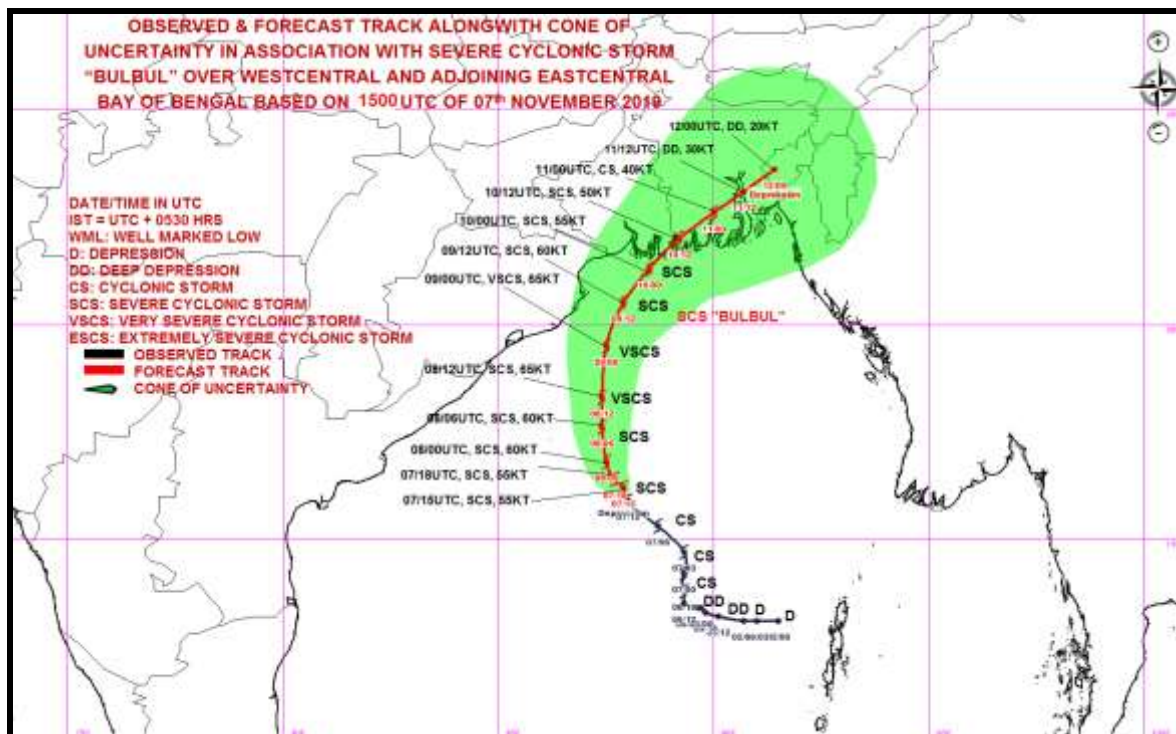 OBSERVED & FORECAST TRACK ALONGWITH CONE OF
UNCERTAINTY IN ASSOCIATION WITH SEVERE CYCLONIC STORM
“BULBUL” OVER WESTCENTRAL AND ADJOINING EASTCENTRAL
BAY OF BENGAL BASED ON 1500 UTC OF 07th NOVEMBER 2019
DATE/TIME IN UTC
IST = UTC + 0530 HRS
WML: WELL MARKED LOW
D: DEPRESSION
DD: DEEP DEPRESSION
CS: CYCLONIC STORM
SCS: SEVERE CYCLONIC STORM
VSCS: VERY SEVERE CYCLONIC STORM
ESCS: EXTREMELY SEVERE CYCLONIC STORM
OBSERVED TRACK
FORECAST TRACK
CONE OF UNCERTAINTY
12/00UTC, DD, 20KT
11/12UTC, DD, 30KT
11/00UTC, CS, 40KT
10/12UTC, SCS, 50KT
10/00UTC, SCS, 55KT
09/12UTC, SCS, 60KT
09/00UTC, VSCS, 65KT
08/12UTC, SCS, 65KT
08/06UTC, SCS, 60KT
08/00UTC, SCS, 60KT
07/18UTC, SCS, 55KT
07/15UTC, SCS, 55KT
SCS
SCS
SCS "BULBUL"
VSCS
VSCS
SCS
SCS
CS
CS
CS
DD
DD
D
D